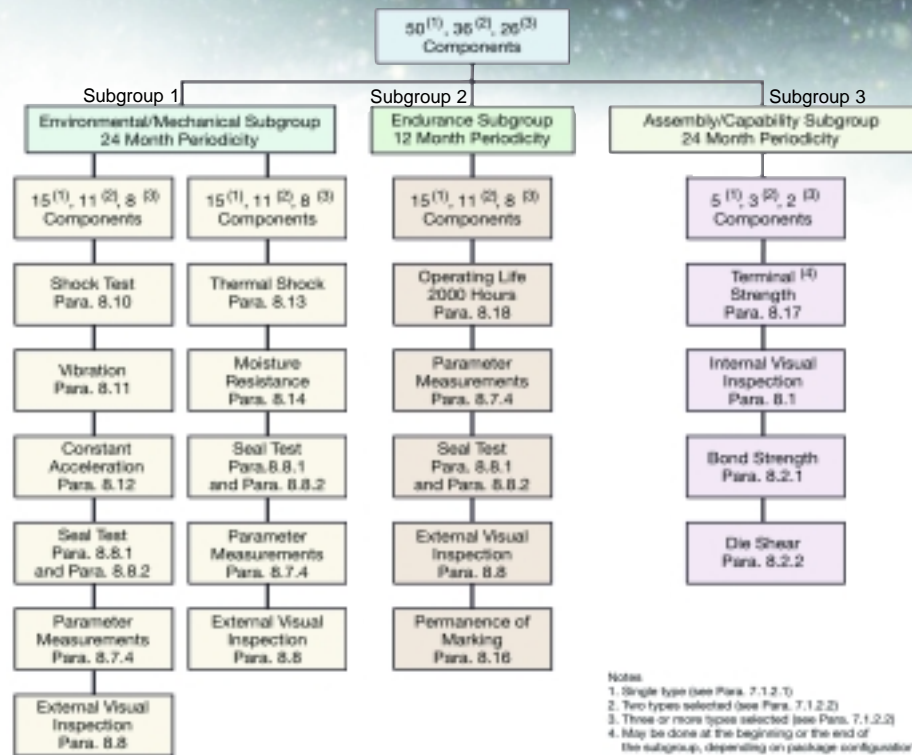 50(1), 36(2), 26(3)
Components
Subgroup 1
Environmental/Mechanical Subgroup
24 Month Periodicity
15(1), 11(2), 8(3)
Components
Shock Test
Para. 8.10
Vibration
Para. 8.11
Constant
Acceleration
Para. 8.12
Seal Test
Para. 8.8.1
and Para. 8.8.2
Parameter
Measurements
Para. 8.7.4
External Visual
Inspection
Para. 8.8
15(1), 11(2), 8(3)
Components
Thermal Shock
Para. 8.13
Moisture
Resistance
Para. 8.14
Seal Test
Para.8.8.1
and Para. 8.8.2
Parameter
Measurements
Para. 8.7.4
External Visual
Inspection
Para. 8.8
Subgroup 2
Endurance Subgroup
12 Month Periodicity
15(1), 11(2), 8(3)
Components
Operating Life
2000 Hours
Para. 8.18
Parameter
Measurements
Para. 8.7.4
Seal Test
Para.8.8.1
and Para. 8.8.2
External Visual
Inspection
Para. 8.8
Permanence of
Marking
Para. 8.16
Subgroup 3
Assembly/Capability Subgroup
24 Month Periodicity
5(1), 3(2), 2(3)
Components
Terminal(4)
Strength
Para. 8.17
Internal Visual
Inspection
Para. 8.1
Bond Strength
Para. 8.2.1
Die Shear
Para. 8.2.2
Notes
1. Single type (see Para. 7.1.2.1)
2. Two types selected (see Para. 7.1.2.2)
3. Three or more types selected (see Para. 7.1.2.2)
4. May be done at the beginning or the end of
the subgroup, depending on package configuration